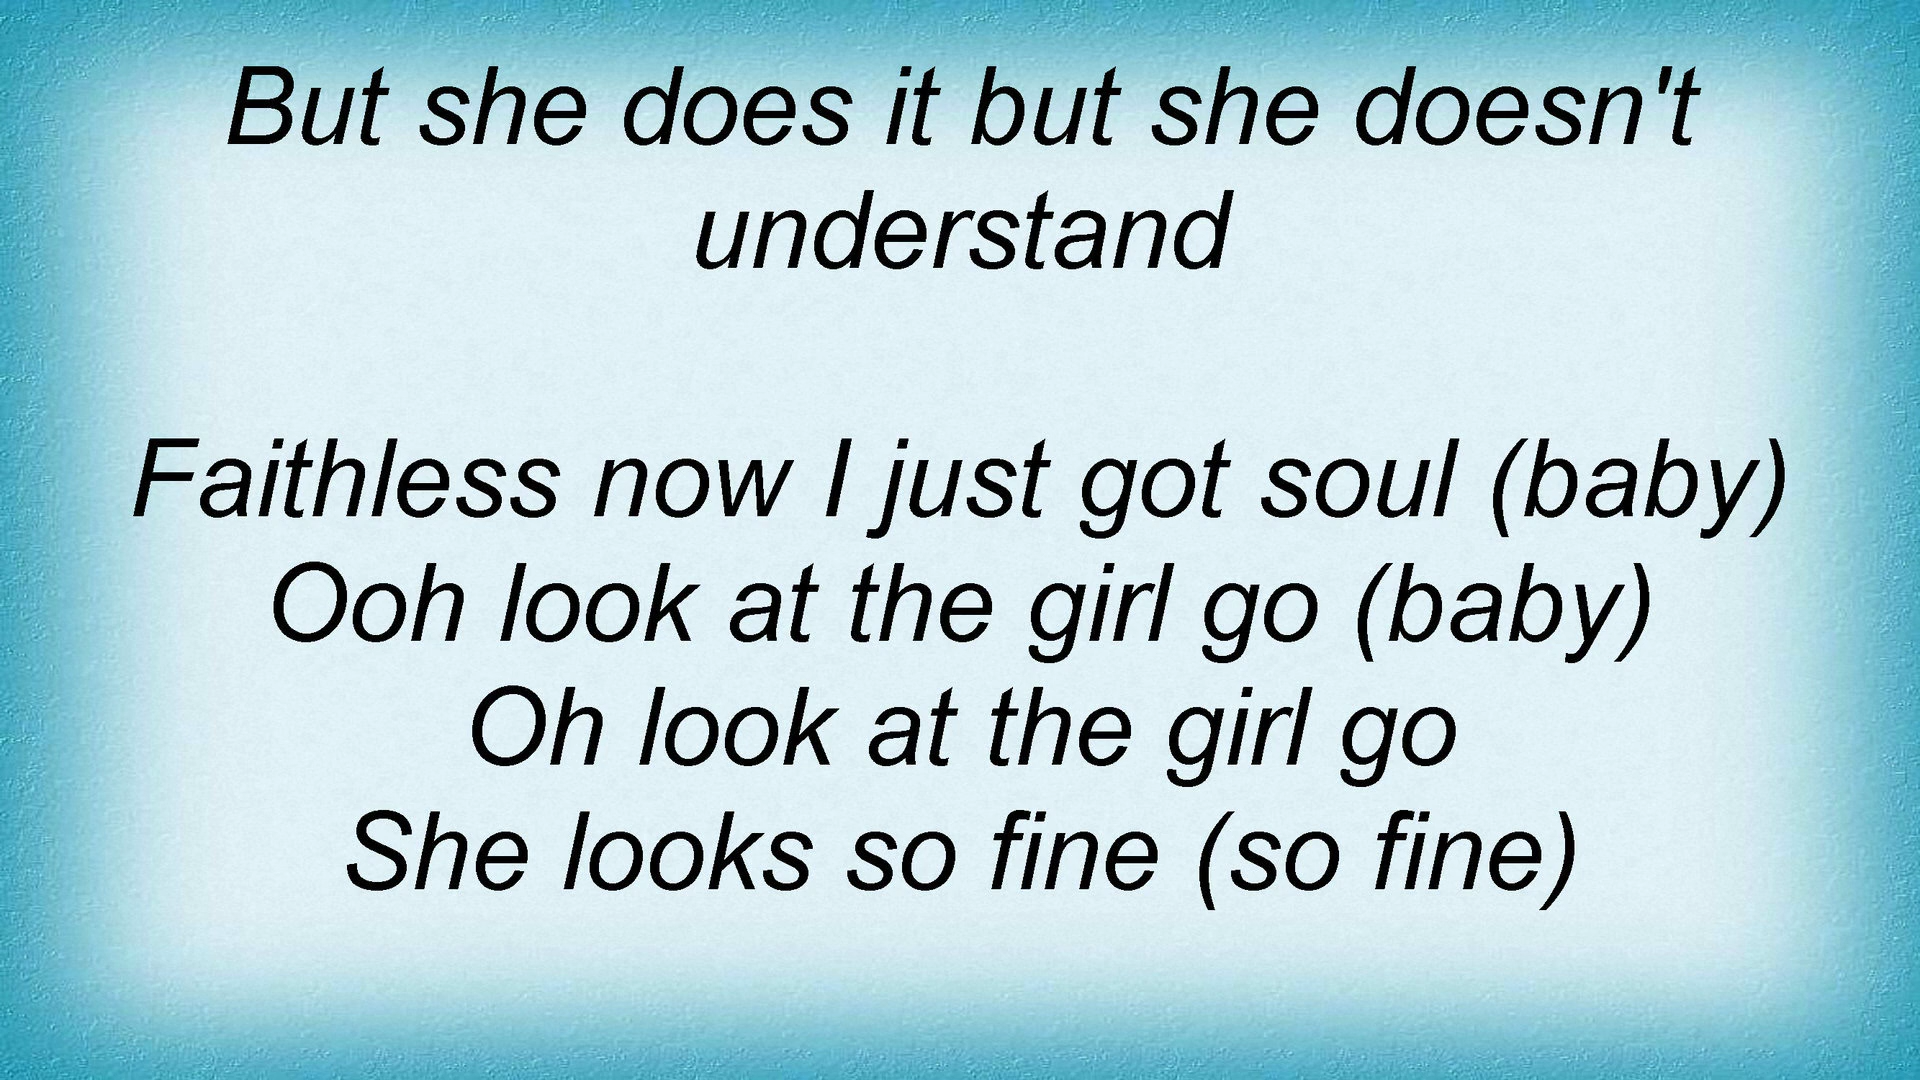 But she does it but she doesn't
understand
Faithless now I just got soul (baby)
Ooh look at the girl go (baby)
Oh look at the girl go
She looks so fine (so fine)